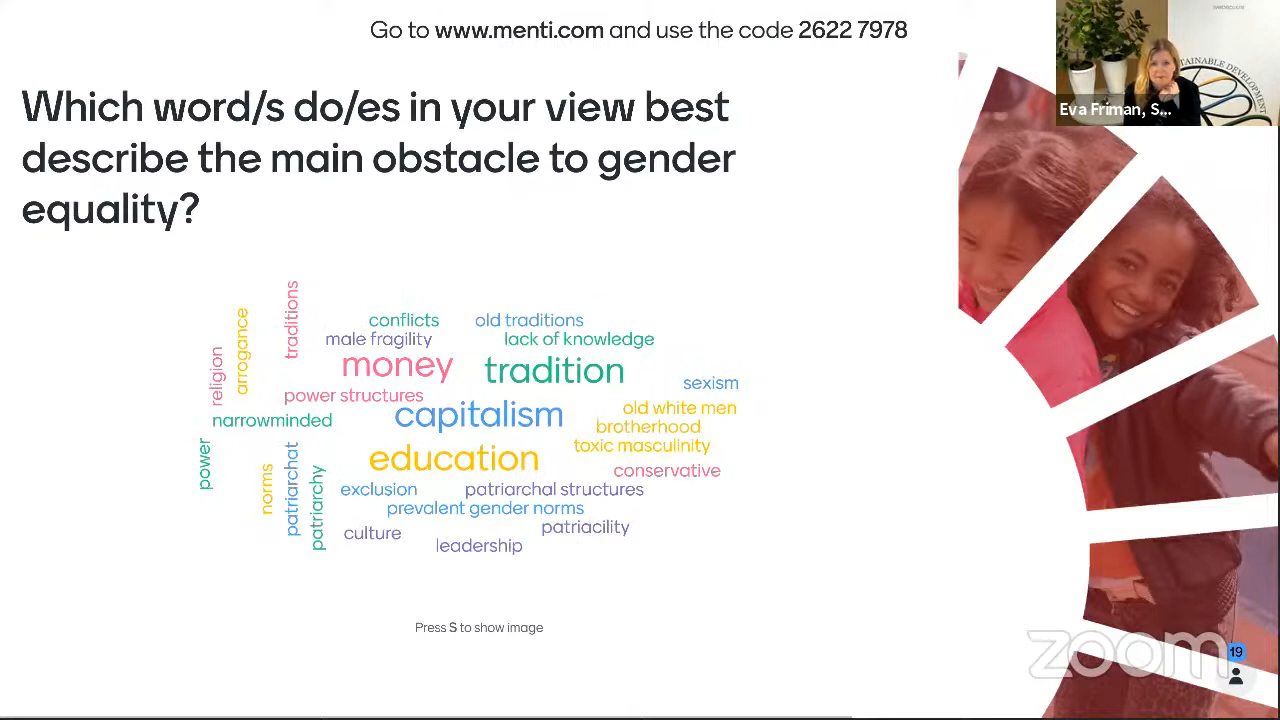 Go to www.menti.com and use the code 2622 7978
Which word/s do/es in your view best
describe the main obstacle to gender
equality?
Eva Friman, S...
TAINABLE DEVELOPMENT
traditions
arrogance
religion
conflicts
old traditions
male fragility
lack of knowledge
money
tradition
sexism
power structures
old white men
capitalism
narrowminded
brotherhood
toxic masculinity
education
conservative
power
norms
patriarchat
patriarchy
exclusion
patriarchal structures
prevalent gender norms
patriacility
culture
leadership
Press S to show image
zoom
19